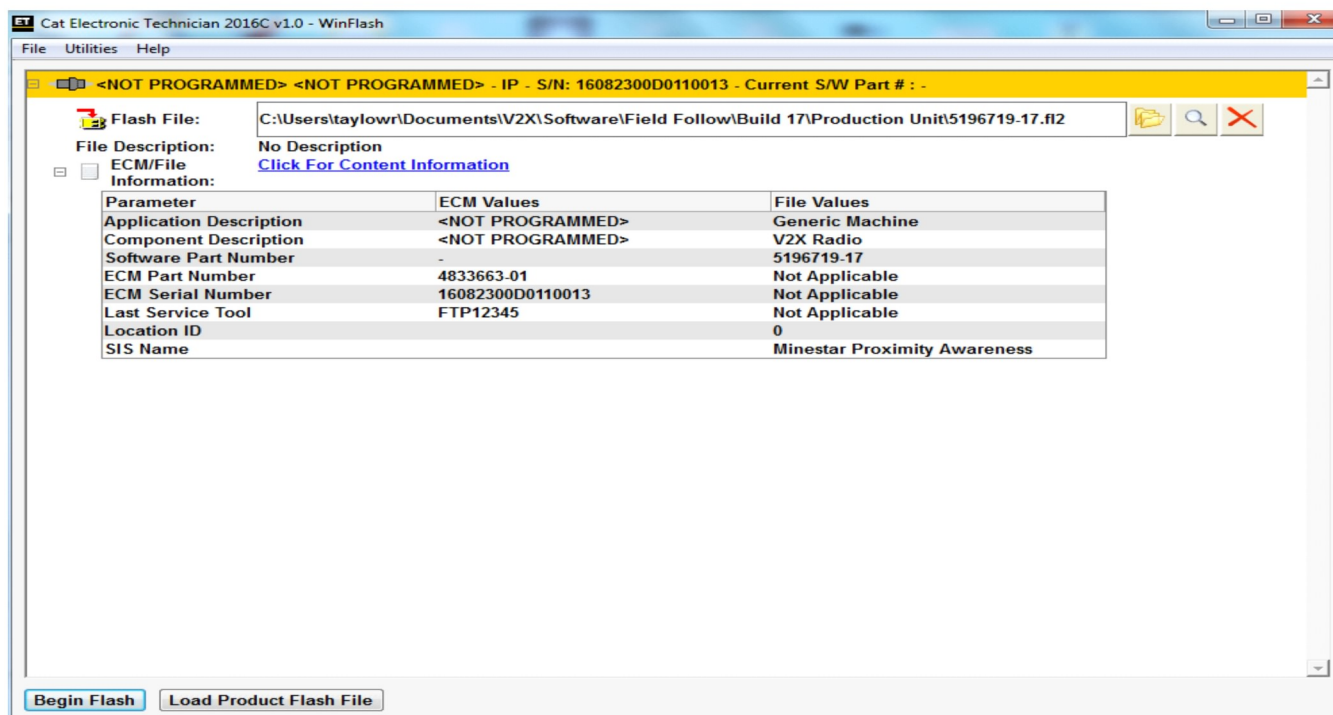 ET Cat Electronic Technician 2016C v1.0 - WinFlash
File Utilities Help
<NOT PROGRAMMED> <NOT PROGRAMMED> - IP - S/N: 16082300D0110013 - Current S/W Part # : -
Flash File: C:\Users\taylowr\Documents\V2X\Software\Field Follow\Build 17\Production Unit\5196719-17.fl2
File Description: No Description
ECM/File Information: Click For Content Information
Parameter ECM Values File Values
Application Description <NOT PROGRAMMED> Generic Machine
Component Description <NOT PROGRAMMED> V2X Radio
Software Part Number - 5196719-17
ECM Part Number 4833663-01 Not Applicable
ECM Serial Number 16082300D0110013 Not Applicable
Last Service Tool FTP12345 Not Applicable
Location ID 0
SIS Name Minestar Proximity Awareness
Begin Flash Load Product Flash File